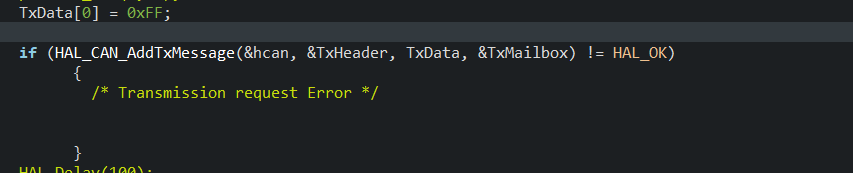 TxData[0] = 0xFF;
if (HAL_CAN_AddTxMessage(&hcan, &TxHeader, TxData, &TxMailbox) != HAL_OK)
{
/* Transmission request Error */
}
HAL_Delay(100);